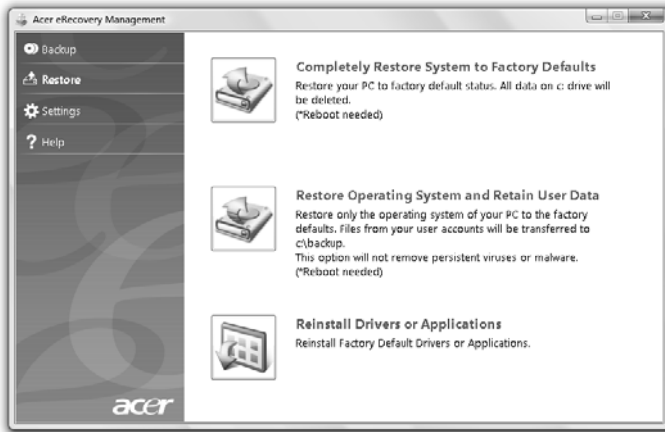 Acer eRecovery Management
Backup
Restore
Settings
Help
Completely Restore System to Factory Defaults
Restore your PC to factory default status. All data on c: drive will
be deleted.
(*Reboot needed)
Restore Operating System and Retain User Data
Restore only the operating system of your PC to the factory
defaults. Files from your user accounts will be transferred to
c:\backup.
This option will not remove persistent viruses or malware.
(*Reboot needed)
Reinstall Drivers or Applications
Reinstall Factory Default Drivers or Applications.
acer